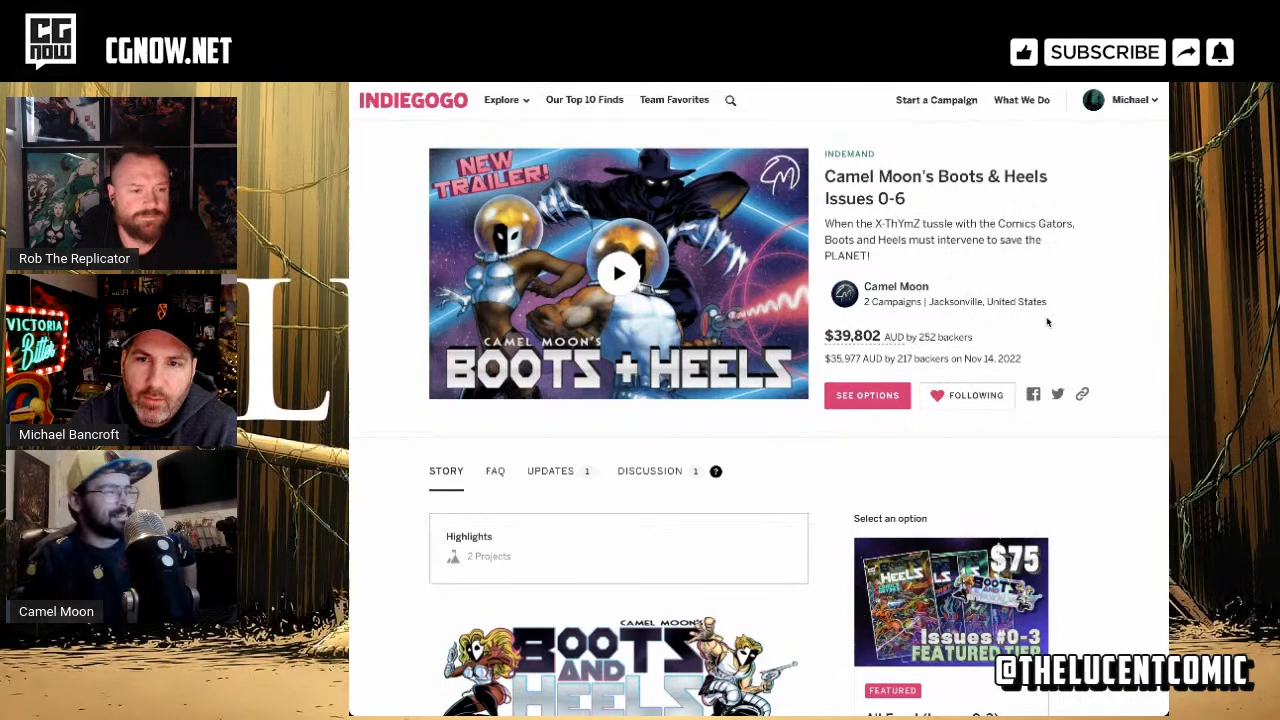 CG NOW
CGNOW.NET
SUBSCRIBE
Rob The Replicator
VICTORIA
Bitter
Michael Bancroft
Camel Moon
L
L
INDIEGOGO
Explore
Our Top 10 Finds
Team Favorites
Start a Campaign
What We Do
Michael
NEW
TRAILER!
CAMEL MOON'S
BOOTS + HEELS
INDEMAND
Camel Moon's Boots & Heels
Issues 0-6
When the X-ThYmZ tussle with the Comics Gators,
Boots and Heels must intervene to save the
PLANET!
Camel Moon
2 Campaigns | Jacksonville, United States
$39,802 AUD by 252 backers
$35,977 AUD by 217 backers on Nov 14, 2022
SEE OPTIONS
FOLLOWING
STORY
FAQ
UPDATES 1
DISCUSSION 1 ?
Highlights
2 Projects
CAMEL MOON'S
BOOTS
AND
HEELS
Select an option
$75
HEELS
BOOTS
Issues #0-3
FEATURED TIER
FEATURED
@THELUCENTCOMIC